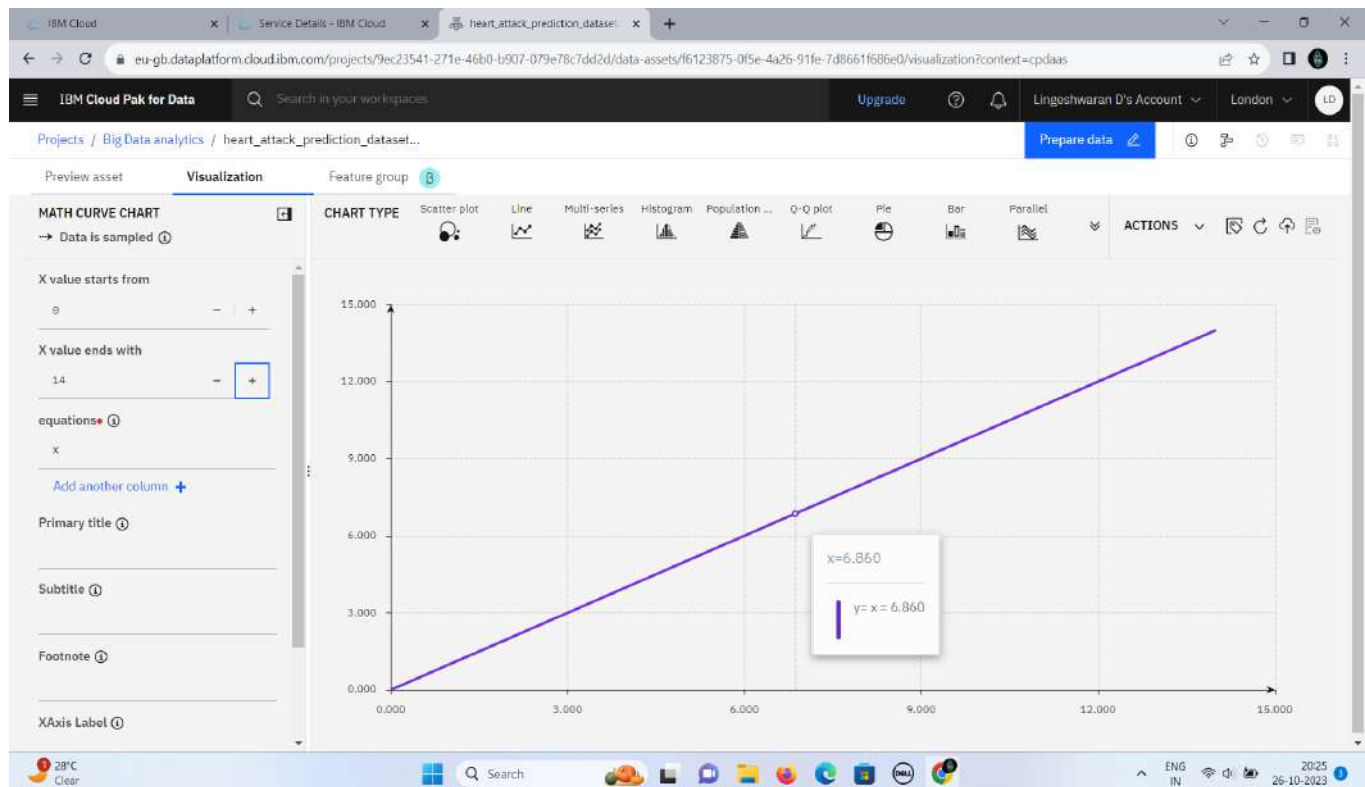 IBM Cloud
Service Details - IBM Cloud
heart_attack_prediction_dataset.
eu-gb.dataplatform.cloud.ibm.com/projects/9ec23541-271e-46b0-b907-079e78c7dd2d/data-assets/f6123875-0f5e-4a26-91fe-7d8661f686e0/visualization?context=cpdaas
IBM Cloud Pak for Data
Search in your workspaces
Upgrade
Lingeshwaran D's Account
London
LD
Projects / Big Data analytics / heart_attack_prediction_dataset...
Prepare data
Preview asset
Visualization
Feature group
β
MATH CURVE CHART
Data is sampled
CHART TYPE
Scatter plot
Line
Multi-series
Histogram
Population ...
Q-Q plot
Pie
Bar
Parallel
ACTIONS
X value starts from
0
X value ends with
14
equations
x
Add another column
Primary title
Subtitle
Footnote
XAxis Label
15.000
12.000
9.000
6.000
3.000
0.000
x=6.860
y= x = 6.860
0.000
3.000
6.000
9.000
12.000
15.000
28°C
Clear
Search
DELL
ENG
IN
20:25
26-10-2023